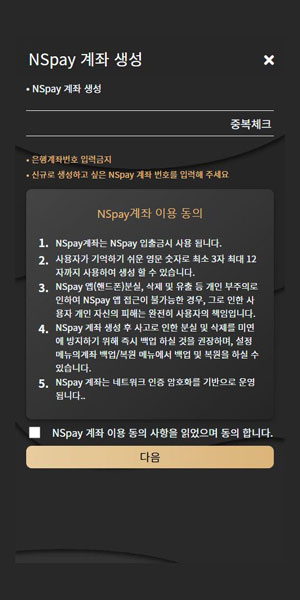 NSpay 계좌 생성 ×
• NSpay 계좌 생성
중복체크
• 은행계좌번호 입력금지
• 신규로 생성하고 싶은 NSpay 계좌 번호를 입력해 주세요
NSpay계좌 이용 동의
1. NSpay계좌는 NSpay 입출금시 사용 됩니다.
2. 사용자가 기억하기 쉬운 영문 숫자로 최소 3자 최대 12
자까지 사용하여 생성 할 수 있습니다.
3. NSpay 앱(핸드폰)분실, 삭제 및 유출 등 개인 부주의로
인하여 NSpay 앱 접근이 불가능한 경우, 그로 인한 사
용자 개인 자신의 피해는 완전히 사용자의 책임입니다.
4. NSpay 계좌 생성 후 사고로 인한 분실 및 삭제를 미연
에 방지하기 위해 즉시 백업 하실 것을 권장하며, 설정
메뉴의계좌 백업/복원 메뉴에서 백업 및 복원을 하실 수
있습니다.
5. NSpay 계좌는 네트워크 인증 암호화를 기반으로 운영
됩니다..
NSpay 계좌 이용 동의 사항을 읽었으며 동의 합니다.
다음